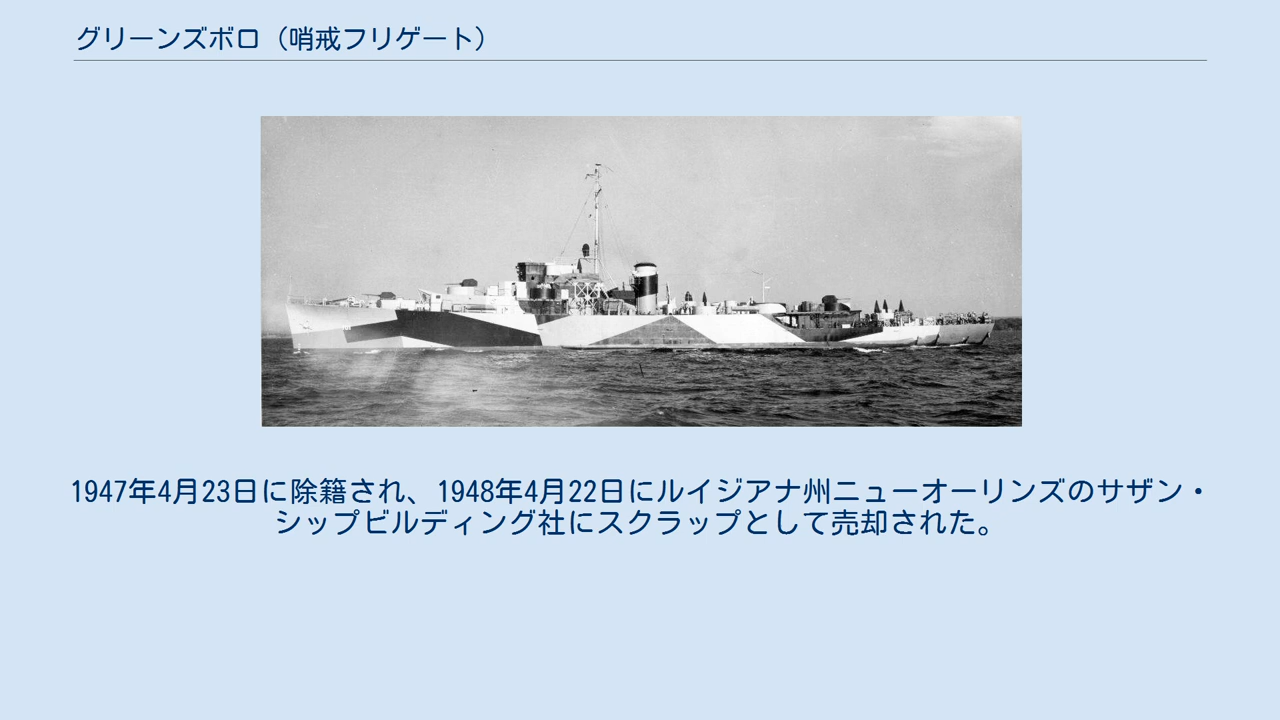 グリーンズボロ（哨戒フリゲート）
1947年4月23日に除籍され、1948年4月22日にルイジアナ州ニューオーリンズのサザン・
シップビルディング社にスクラップとして売却された。